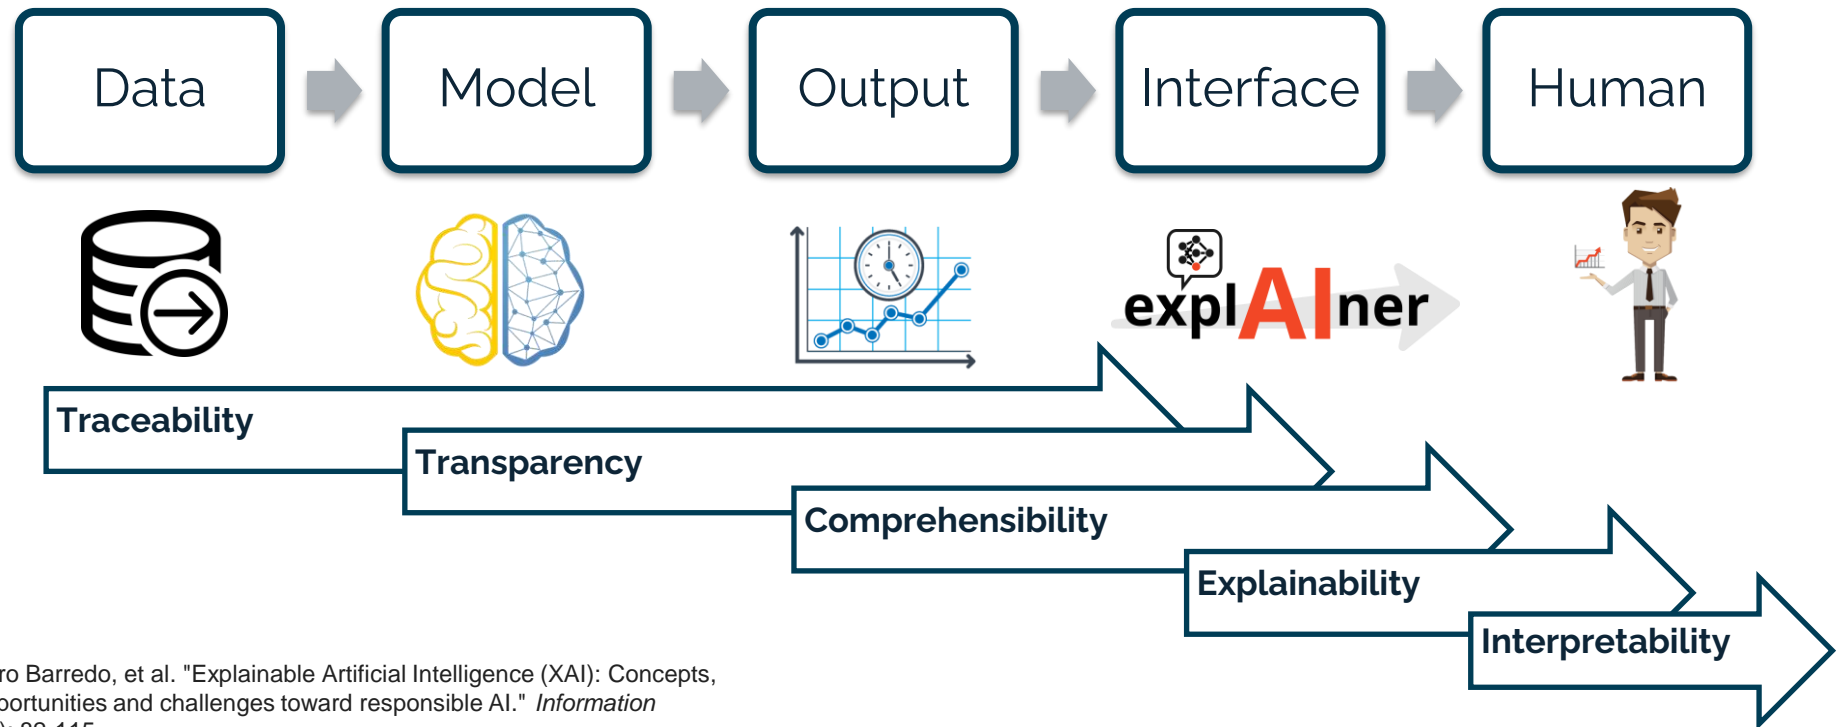 Data
Model
Output
Interface
Human
explAIner
Traceability
Transparency
Comprehensibility
Explainability
Interpretability
ro Barredo, et al. "Explainable Artificial Intelligence (XAI): Concepts,
portunities and challenges toward responsible AI." Information